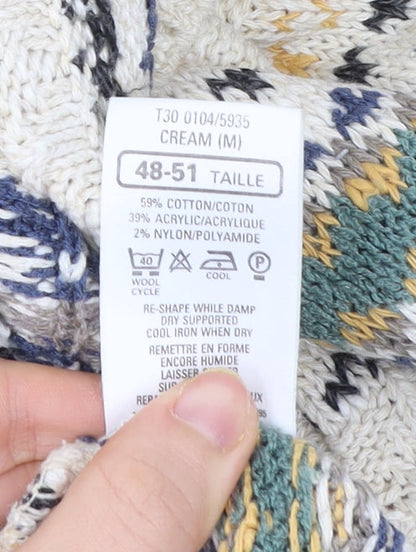 T30 0104/5935
CREAM (M)
48-51 TAILLE
59% COTTON/COTON
39% ACRYLIC/ACRYLIQUE
2% NYLON/POLYAMIDE
40 P
WOOL
CYCLE
RE-SHAPE WHILE DAMP
DRY SUPPORTED
COOL IRON WHEN DRY
REMETTRE EN FORME
ENCORE HUMIDE
LAISSER
SUR